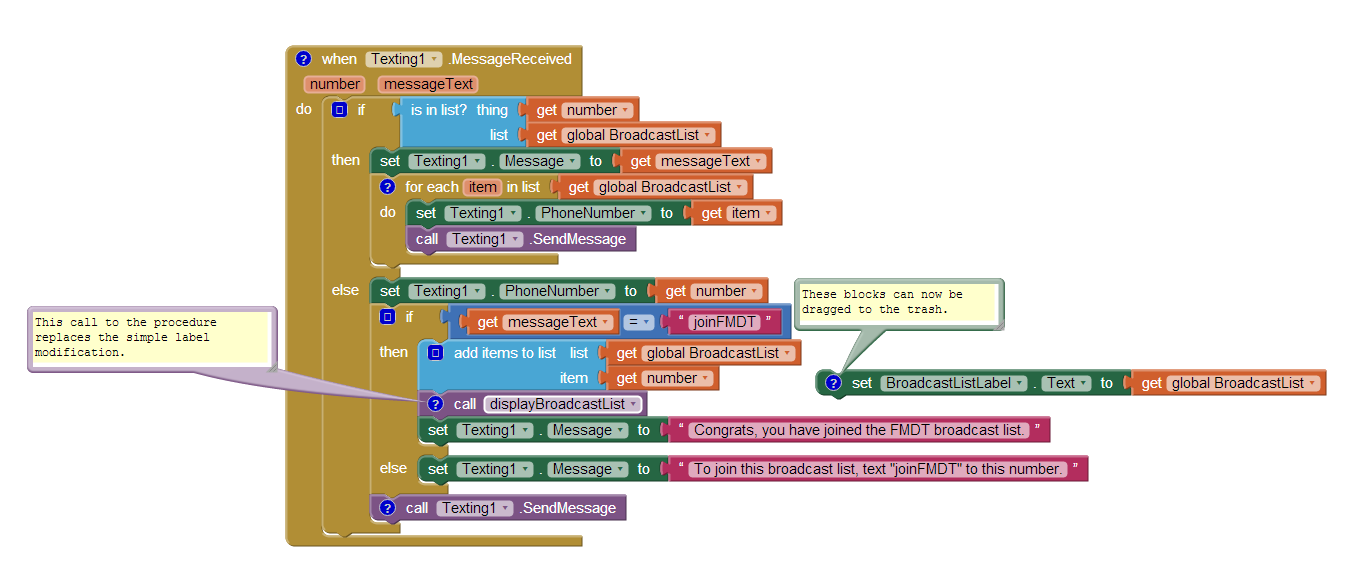 when Texting1 .MessageReceived
number messageText
do if is in list? thing get number
list get global BroadcastList
then set Texting1 . Message to get messageText
for each item in list get global BroadcastList
do set Texting1 . PhoneNumber to get item
call Texting1 .SendMessage
else set Texting1 . PhoneNumber to get number
if get messageText = " joinFMDT "
then add items to list list get global BroadcastList
item get number
call displayBroadcastList
set Texting1 . Message to " Congrats, you have joined the FMDT broadcast list. "
else set Texting1 . Message to " To join this broadcast list, text "joinFMDT" to this number. "
call Texting1 .SendMessage
This call to the procedure
replaces the simple label
modification.
These blocks can now be
dragged to the trash.
set BroadcastListLabel . Text to get global BroadcastList